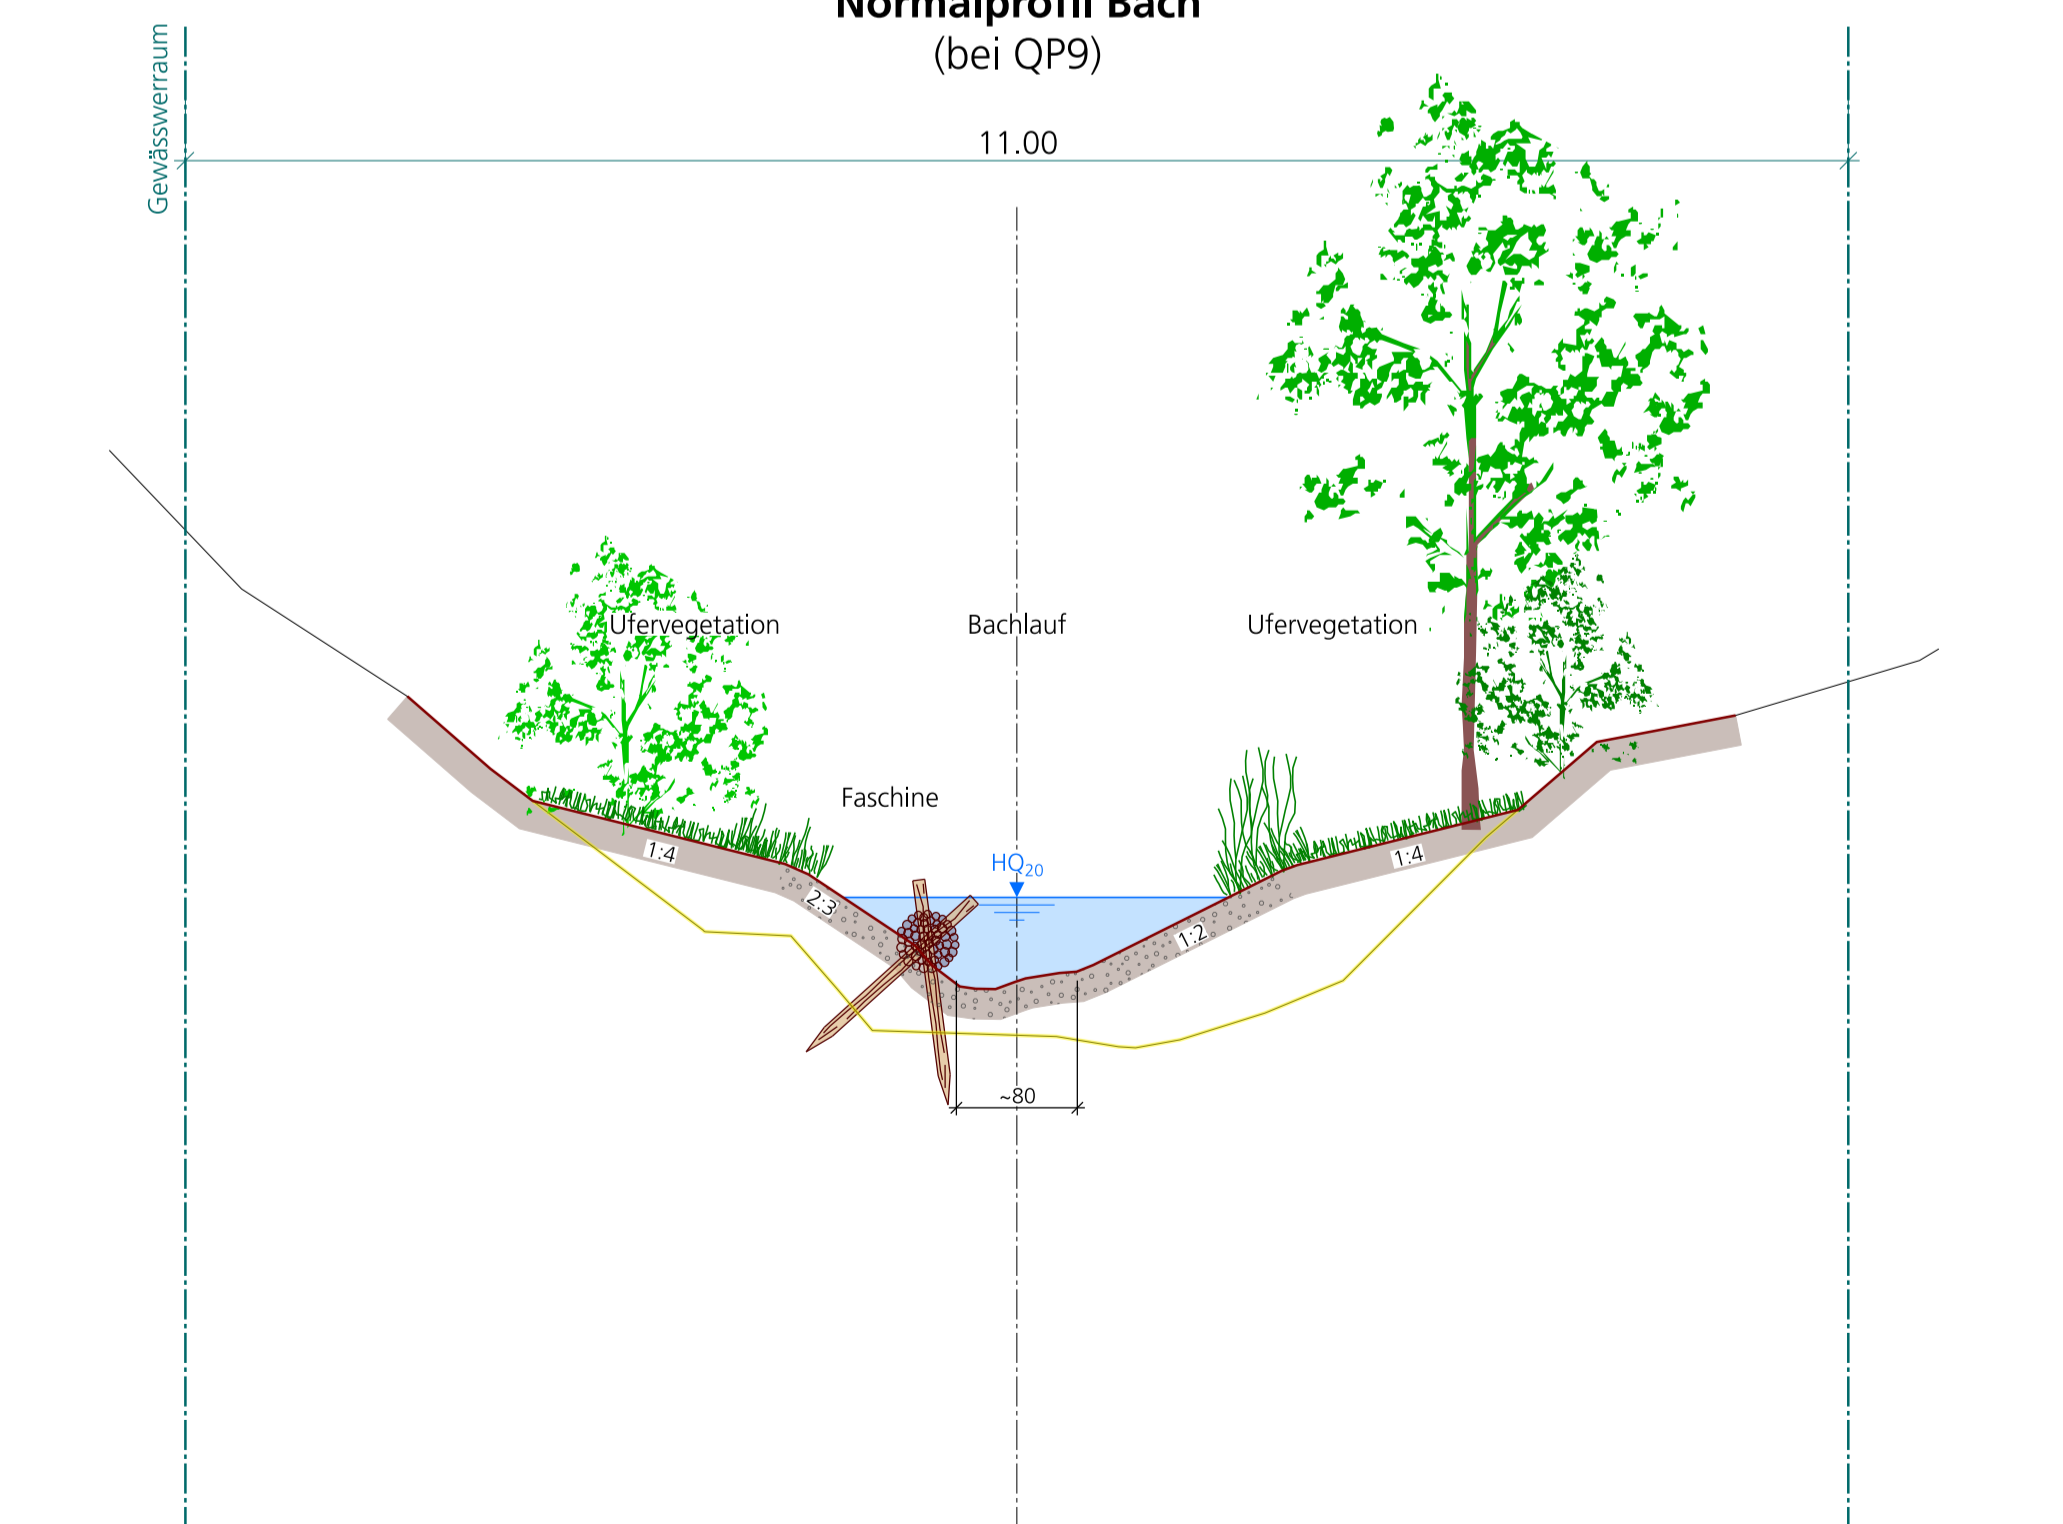 Normalprofil Bach
(bei QP9)
Gewässerraum
11.00
Ufervegetation
Bachlauf
Ufervegetation
Faschine
HQ20
1:4
1:4
2:3
1:2
~80